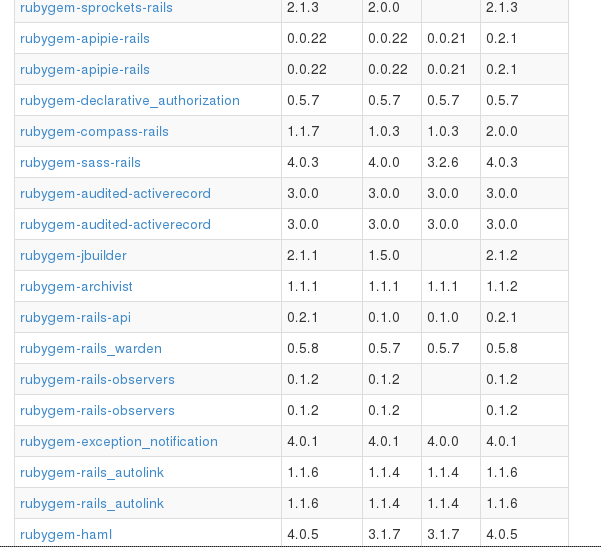 rubygem-sprockets-rails 2.1.3 2.0.0 2.1.3
rubygem-apipie-rails 0.0.22 0.0.22 0.0.21 0.2.1
rubygem-apipie-rails 0.0.22 0.0.22 0.0.21 0.2.1
rubygem-declarative_authorization 0.5.7 0.5.7 0.5.7 0.5.7
rubygem-compass-rails 1.1.7 1.0.3 1.0.3 2.0.0
rubygem-sass-rails 4.0.3 4.0.0 3.2.6 4.0.3
rubygem-audited-activerecord 3.0.0 3.0.0 3.0.0 3.0.0
rubygem-audited-activerecord 3.0.0 3.0.0 3.0.0 3.0.0
rubygem-jbuilder 2.1.1 1.5.0 2.1.2
rubygem-archivist 1.1.1 1.1.1 1.1.1 1.1.2
rubygem-rails-api 0.2.1 0.1.0 0.1.0 0.2.1
rubygem-rails_warden 0.5.8 0.5.7 0.5.7 0.5.8
rubygem-rails-observers 0.1.2 0.1.2 0.1.2
rubygem-rails-observers 0.1.2 0.1.2 0.1.2
rubygem-exception_notification 4.0.1 4.0.1 4.0.0 4.0.1
rubygem-rails_autolink 1.1.6 1.1.4 1.1.4 1.1.6
rubygem-rails_autolink 1.1.6 1.1.4 1.1.4 1.1.6
rubygem-haml 4.0.5 3.1.7 3.1.7 4.0.5